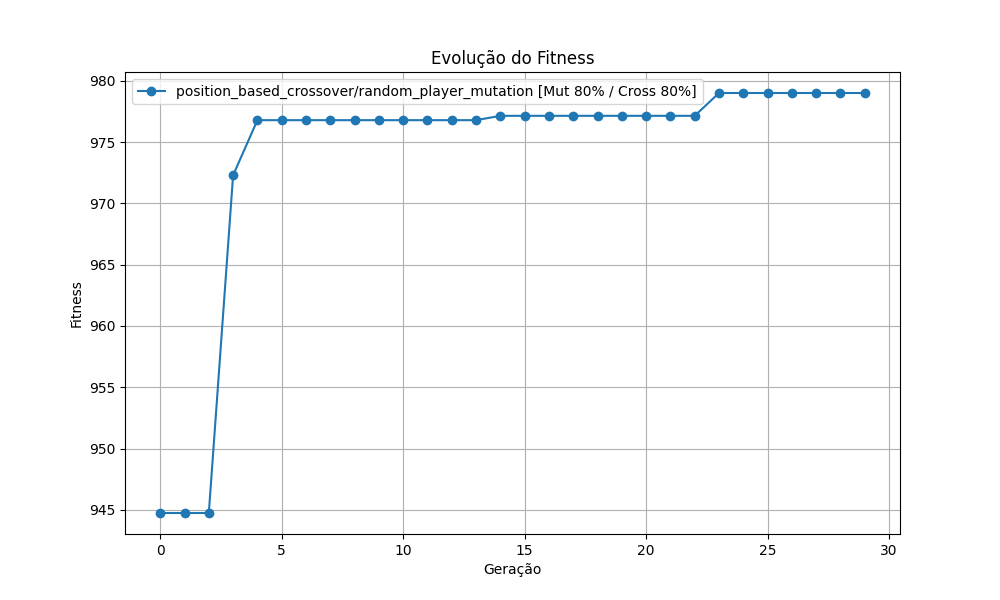 Evolução do Fitness
position_based_crossover/random_player_mutation [Mut 80% / Cross 80%]
980
975
970
965
960
955
950
945
Fitness
0 5 10 15 20 25 30
Geração